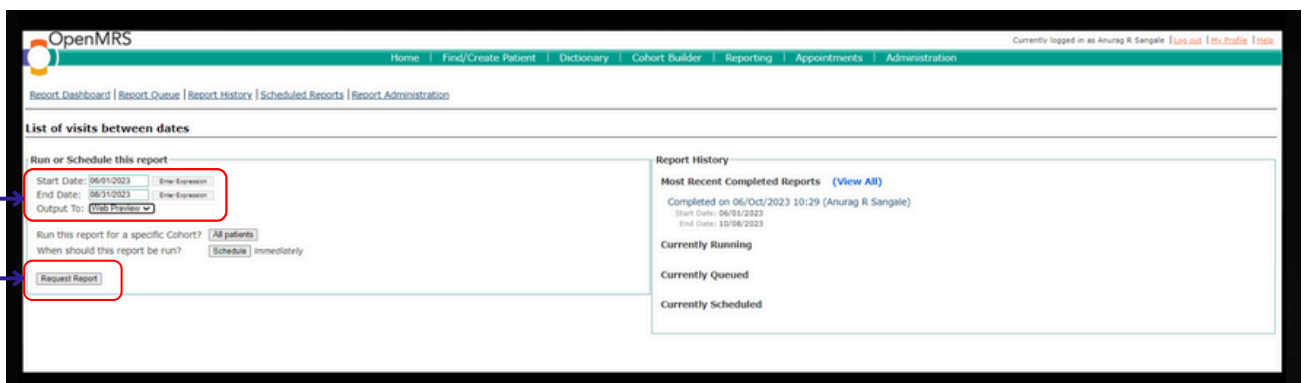 OpenMRS
Currently logged in as Anurag R Sangale | Log out | My Profile | Help
Home | Find/Create Patient | Dictionary | Cohort Builder | Reporting | Appointments | Administration
Report Dashboard | Report Queue | Report History | Scheduled Reports | Report Administration
List of visits between dates
Run or Schedule this report
Start Date: 06/01/2023 Enter Expression
End Date: 08/31/2023 Enter Expression
Output To: Web Preview
Run this report for a specific Cohort? All patients
When should this report be run? Schedule Immediately
Request Report
Report History
Most Recent Completed Reports (View All)
Completed on 06/Oct/2023 10:29 (Anurag R Sangale)
Start Date: 06/01/2023
End Date: 10/06/2023
Currently Running
Currently Queued
Currently Scheduled